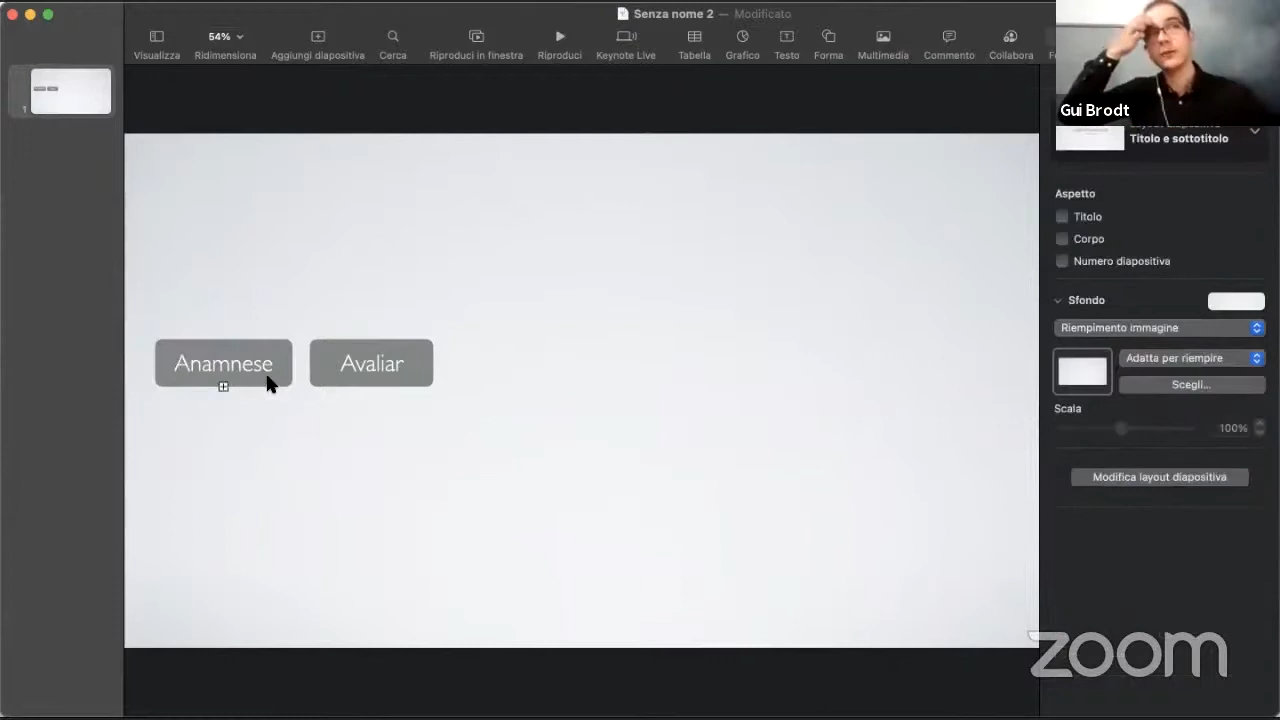 Senza nome 2 — Modificato
54%
Visualizza
Ridimensiona
Aggiungi diapositiva
Cerca
Riproduci in finestra
Riproduci
Keynote Live
Tabella
Grafico
Testo
Forma
Multimedia
Commento
Collabora
Gui Brodt
1
Titolo e sottotitolo
Aspetto
Titolo
Corpo
Numero diapositiva
Sfondo
Riempimento immagine
Adatta per riempire
Scegli...
Scala
100%
Modifica layout diapositiva
Anamnese
Avaliar
zoom